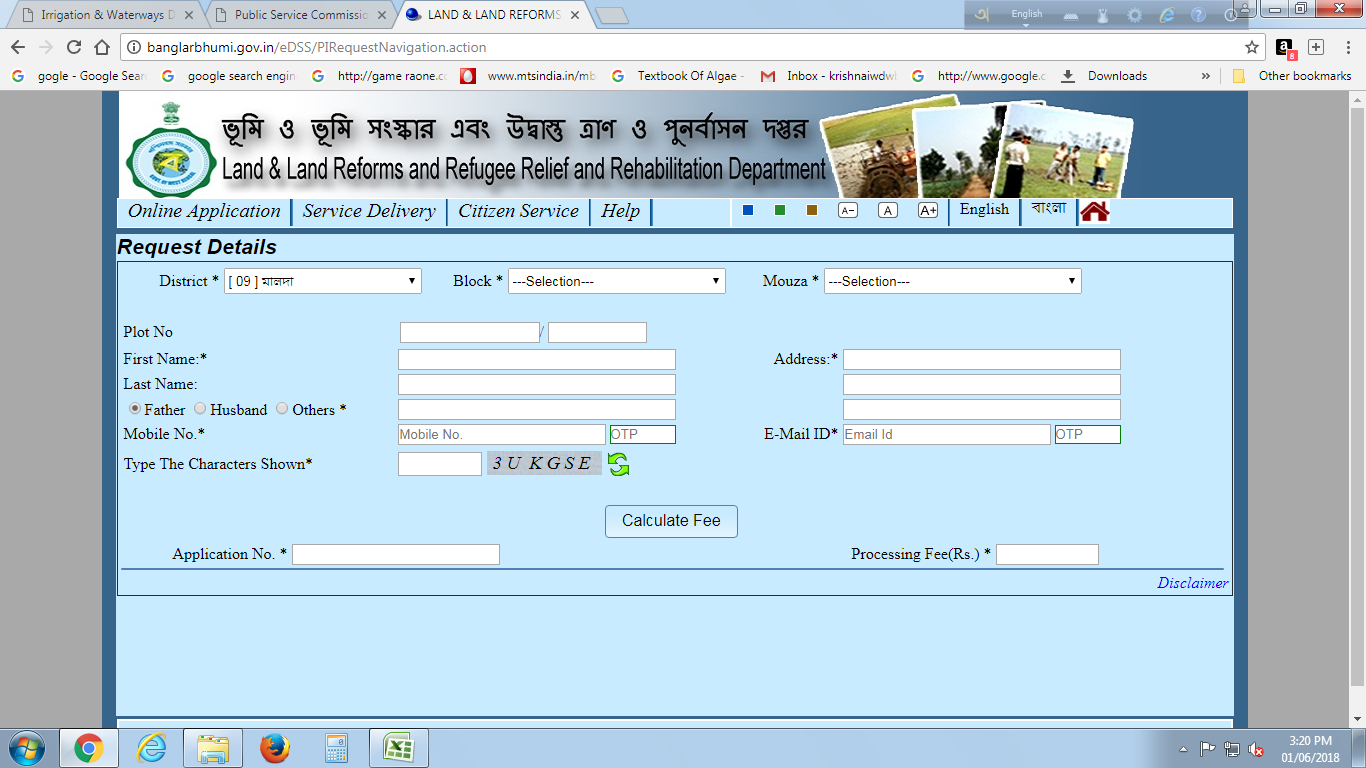 Irrigation & Waterways D
Public Service Commissio
LAND & LAND REFORMS
English
banglarbhumi.gov.in/eDSS/PIRequestNavigation.action
8
gogle - Google Sear
google search engin
http://game raone.co
www.mtsindia.in/mb
Textbook Of Algae -
Inbox - krishnaiwdw
http://www.google.c
Downloads
»
Other bookmarks
ভূমি ও ভূমি সংস্কার এবং উদ্বাস্তু ত্রাণ ও পুনর্বাসন দপ্তর
Land & Land Reforms and Refugee Relief and Rehabilitation Department
Online Application
Service Delivery
Citizen Service
Help
A-
A
A+
English
বাংলা
Request Details
District * [ 09 ] মালদা
Block * ---Selection---
Mouza * ---Selection---
Plot No /
First Name:* Address:*
Last Name:
Father Husband Others *
Mobile No.* Mobile No. OTP E-Mail ID* Email Id OTP
Type The Characters Shown* 3 U K G S E
Calculate Fee
Application No. * Processing Fee(Rs.) *
Disclaimer
3:20 PM
01/06/2018